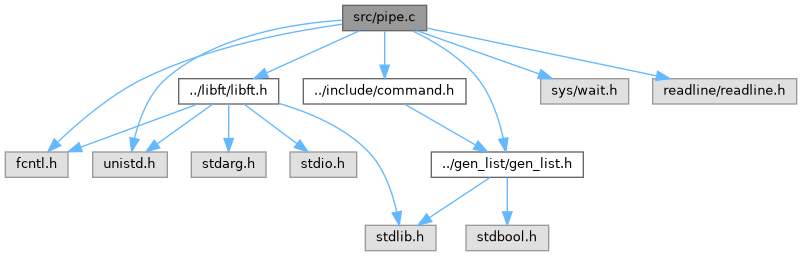 src/pipe.c
../libft/libft.h
../include/command.h
sys/wait.h
readline/readline.h
fcntl.h
unistd.h
stdarg.h
stdio.h
../gen_list/gen_list.h
stdlib.h
stdbool.h